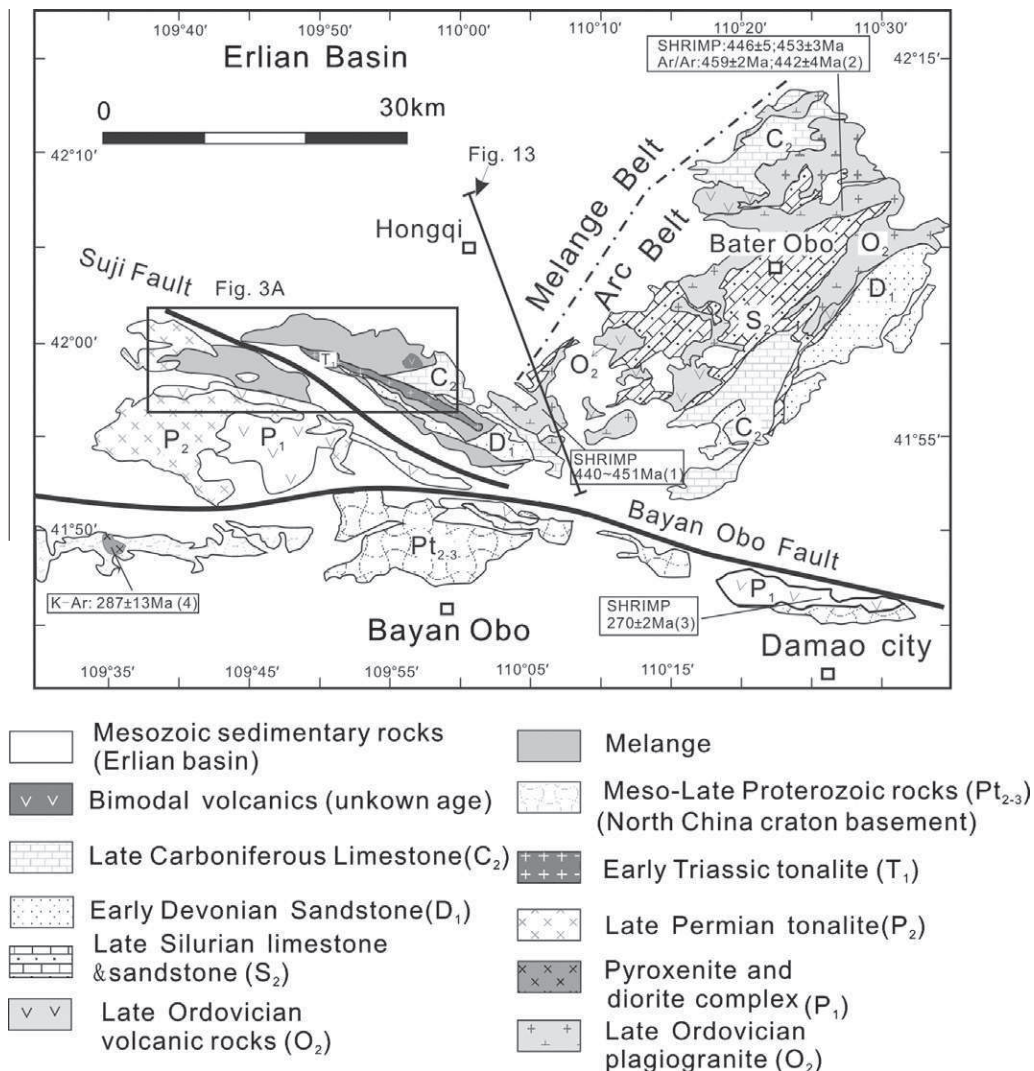 109°40′ 109°50′ 110°00′ 110°10′ 110°20′ 110°30′
Erlian Basin
SHRIMP:446±5;453±3Ma
Ar/Ar:459±2Ma;442±4Ma(2)
42°15′
0 30km
42°10′
Fig. 13
C₂
Melange Belt
Hongqi
Arc Belt
Bater Obo
O₂
Suji Fault
Fig. 3A
D₁
S₂
42°00′
T₁
O₂
C₂
P₂
P₁
D₁
C₂
41°55′
SHRIMP
440~451Ma(1)
41°50′
Pt₂₋₃
Bayan Obo Fault
P₁
K-Ar: 287±13Ma (4)
SHRIMP
270±2Ma(3)
Bayan Obo
Damao city
109°35′ 109°45′ 109°55′ 110°05′ 110°15′
Mesozoic sedimentary rocks
(Erlian basin)
Bimodal volcanics (unkown age)
Late Carboniferous Limestone(C₂)
Early Devonian Sandstone(D₁)
Late Silurian limestone
&sandstone (S₂)
Late Ordovician
volcanic rocks (O₂)
Melange
Meso-Late Proterozoic rocks (Pt₂₋₃)
(North China craton basement)
Early Triassic tonalite (T₁)
Late Permian tonalite(P₂)
Pyroxenite and
diorite complex (P₁)
Late Ordovician
plagiogranite (O₂)